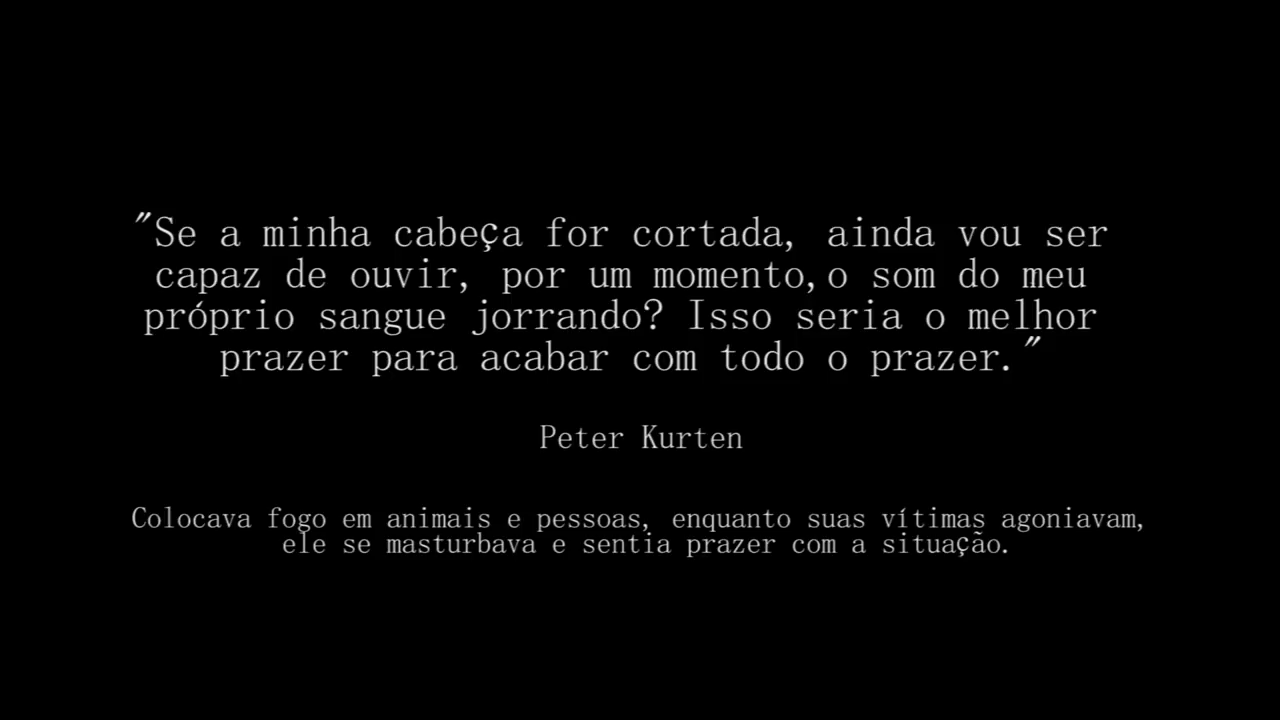 "Se a minha cabeça for cortada, ainda vou ser
capaz de ouvir, por um momento,o som do meu
próprio sangue jorrando? Isso seria o melhor
prazer para acabar com todo o prazer."
Peter Kurten
Colocava fogo em animais e pessoas, enquanto suas vítimas agoniavam,
ele se masturbava e sentia prazer com a situação.